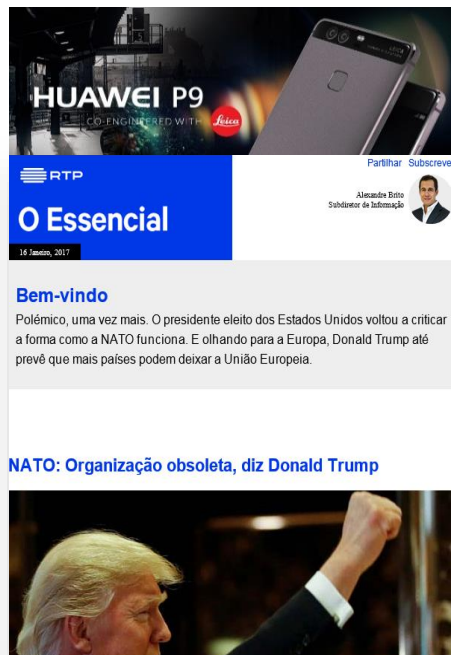 HUAWEI P9
CO-ENGINEERED WITH Leica
LEICA
Partilhar Subscreve
RTP
Alexandre Brito
Subdiretor de Informação
O Essencial
16 Janeiro, 2017
Bem-vindo
Polémico, uma vez mais. O presidente eleito dos Estados Unidos voltou a criticar
a forma como a NATO funciona. E olhando para a Europa, Donald Trump até
prevê que mais países podem deixar a União Europeia.
NATO: Organização obsoleta, diz Donald Trump